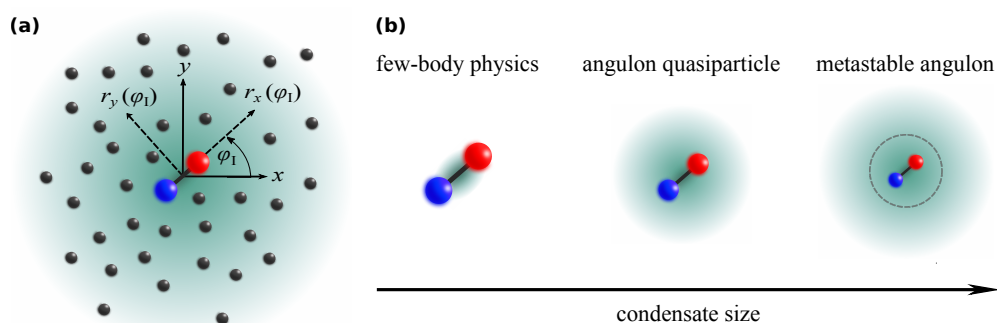 (a)
y
r_y(φ_I)
r_x(φ_I)
φ_I
x
(b)
few-body physics
angulon quasiparticle
metastable angulon
condensate size